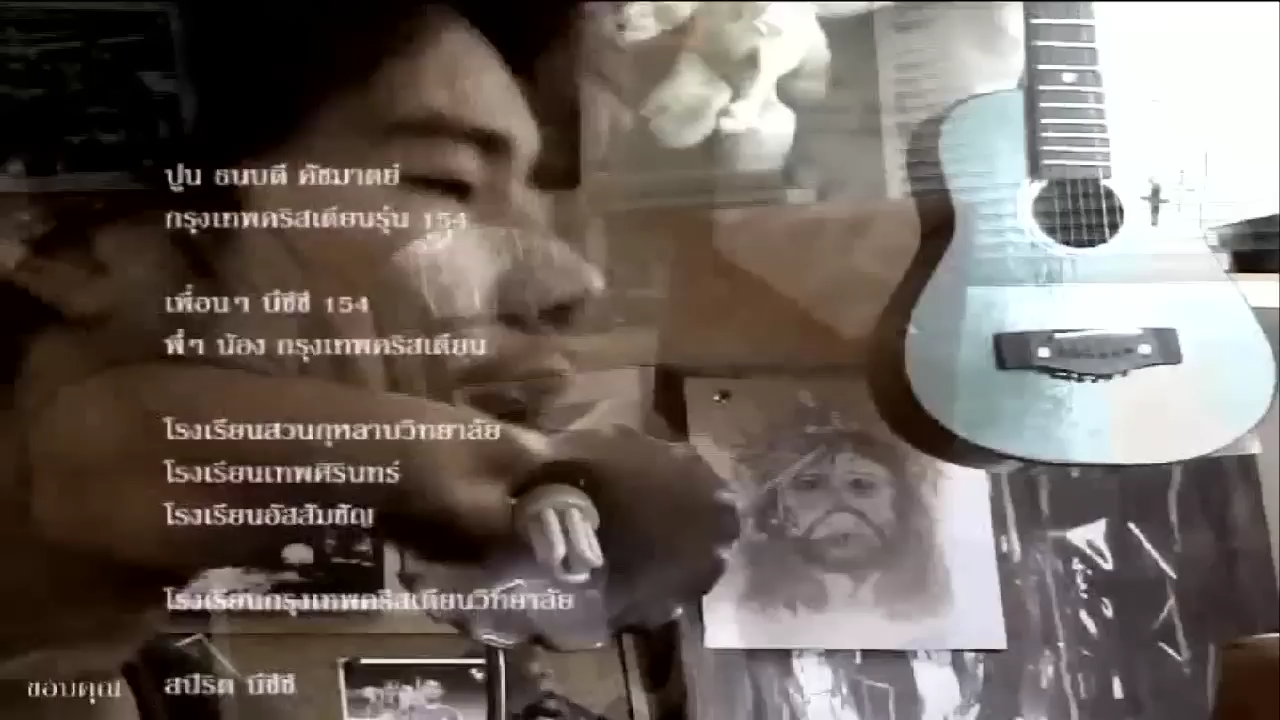 ปูน ธนบดี คัชมาตย์
กรุงเทพคริสเตียนรุ่น 154
เพื่อนๆ บีซีซี 154
พี่ๆ น้อง กรุงเทพคริสเตียน
โรงเรียนสวนกุหลาบวิทยาลัย
โรงเรียนเทพศิรินทร์
โรงเรียนอัสสัมชัญ
โรงเรียนกรุงเทพคริสเตียนวิทยาลัย
ขอบคุณ สปิริต บีซีซี